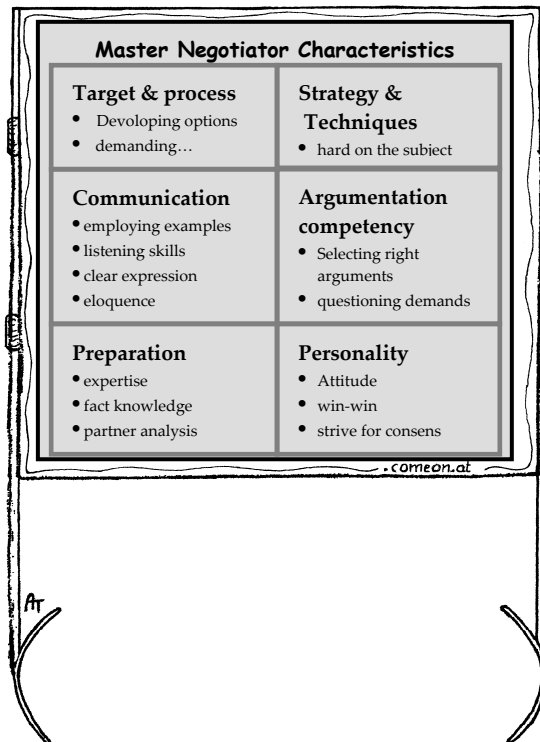 Master Negotiator Characteristics
Target & process
• Devoloping options
• demanding…
Strategy &
Techniques
• hard on the subject
Communication
• employing examples
• listening skills
• clear expression
• eloquence
Argumentation
competency
• Selecting right
arguments
• questioning demands
Preparation
• expertise
• fact knowledge
• partner analysis
Personality
• Attitude
• win-win
• strive for consens
.comeon.at
AT